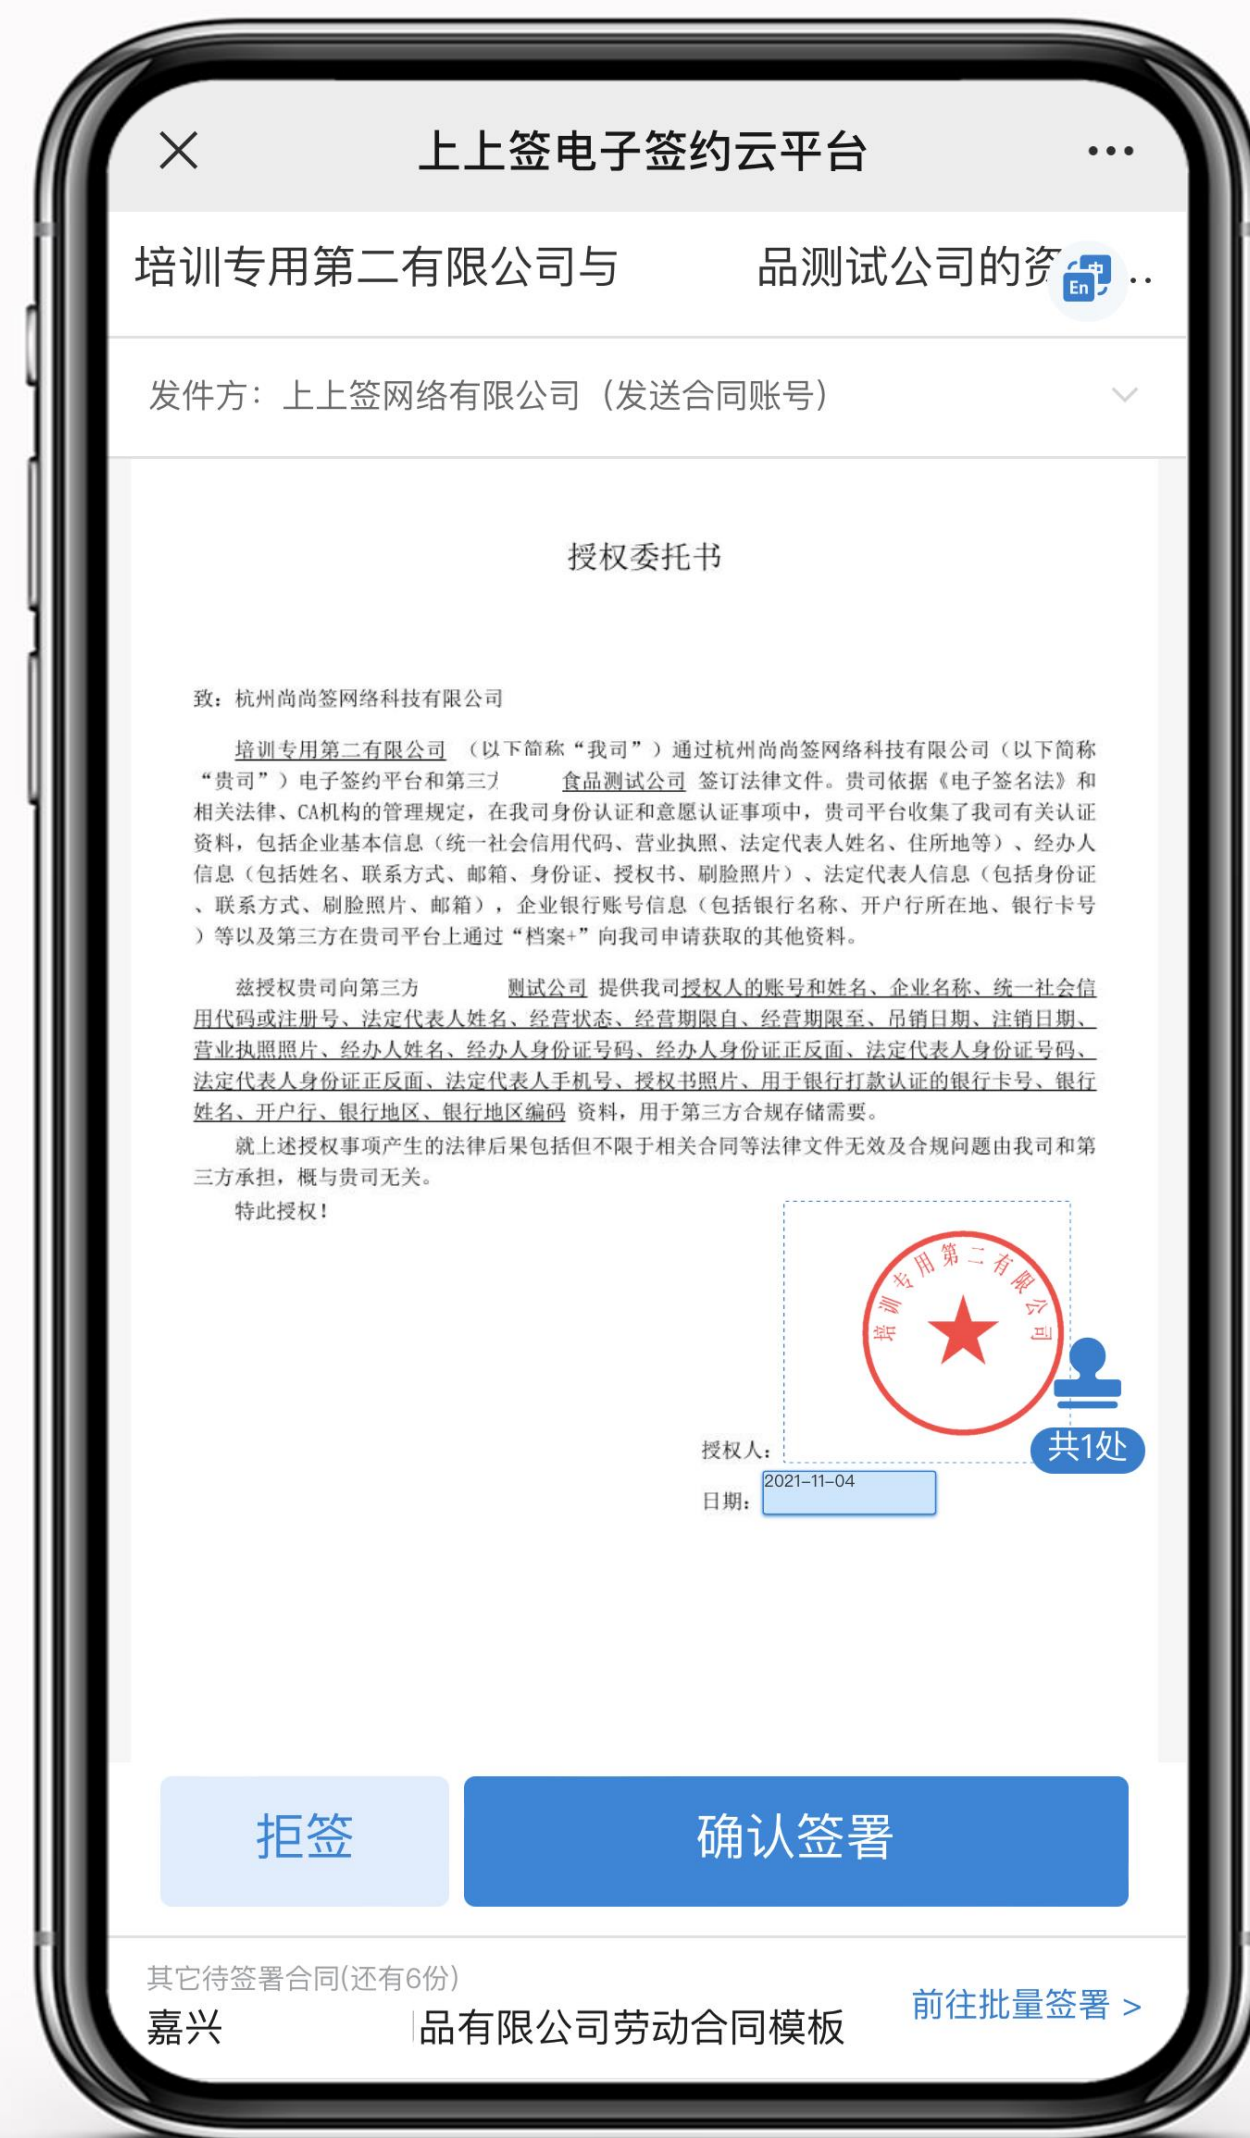 上上签电子签约云平台
培训专用第二有限公司与 品测试公司的资 ..
中
En
发件方：上上签网络有限公司（发送合同账号）
授权委托书
致：杭州尚尚签网络科技有限公司
培训专用第二有限公司 （以下简称“我司”）通过杭州尚尚签网络科技有限公司（以下简称
“贵司”）电子签约平台和第三方 食品测试公司 签订法律文件。贵司依据《电子签名法》和
相关法律、CA机构的管理规定，在我司身份认证和意愿认证事项中，贵司平台收集了我司有关认证
资料，包括企业基本信息（统一社会信用代码、营业执照、法定代表人姓名、住所地等）、经办人
信息（包括姓名、联系方式、邮箱、身份证、授权书、刷脸照片）、法定代表人信息（包括身份证
、联系方式、刷脸照片、邮箱），企业银行账号信息（包括银行名称、开户行所在地、银行卡号
）等以及第三方在贵司平台上通过“档案+”向我司申请获取的其他资料。
兹授权贵司向第三方 测试公司 提供我司授权人的账号和姓名、企业名称、统一社会信
用代码或注册号、法定代表人姓名、经营状态、经营期限自、经营期限至、吊销日期、注销日期、
营业执照照片、经办人姓名、经办人身份证号码、经办人身份证正反面、法定代表人身份证号码、
法定代表人身份证正反面、法定代表人手机号、授权书照片、用于银行打款认证的银行卡号、银行
姓名、开户行、银行地区、银行地区编码 资料，用于第三方合规存储需要。
就上述授权事项产生的法律后果包括但不限于相关合同等法律文件无效及合规问题由我司和第
三方承担，概与贵司无关。
特此授权！
培训专用第二有限公司
共1处
授权人：
日期：2021-11-04
拒签
确认签署
其它待签署合同(还有6份)
嘉兴 品有限公司劳动合同模板
前往批量签署 >